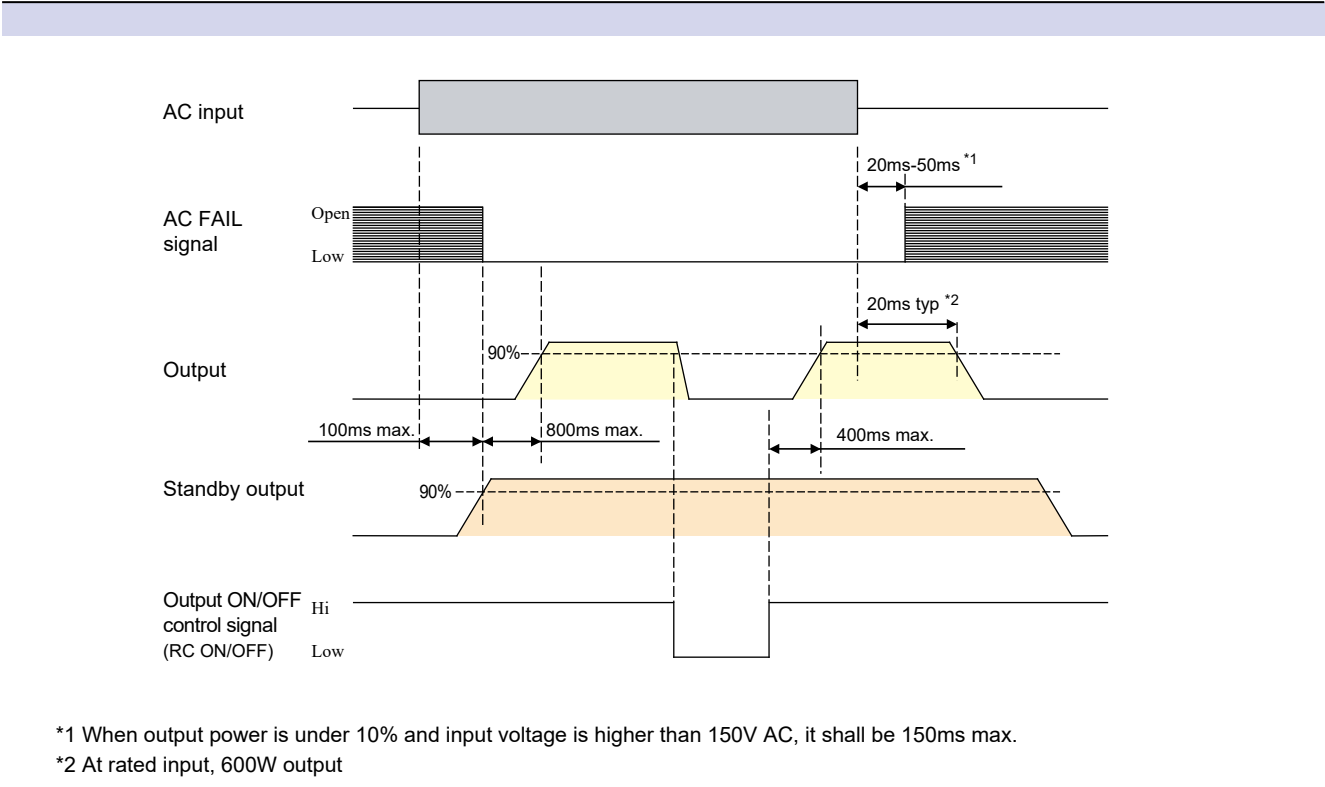 AC input
20ms-50ms *1
AC FAIL
signal
Open
Low
20ms typ *2
90%
Output
100ms max.
800ms max.
400ms max.
Standby output
90%
Output ON/OFF
control signal
(RC ON/OFF)
Hi
Low
*1 When output power is under 10% and input voltage is higher than 150V AC, it shall be 150ms max.
*2 At rated input, 600W output